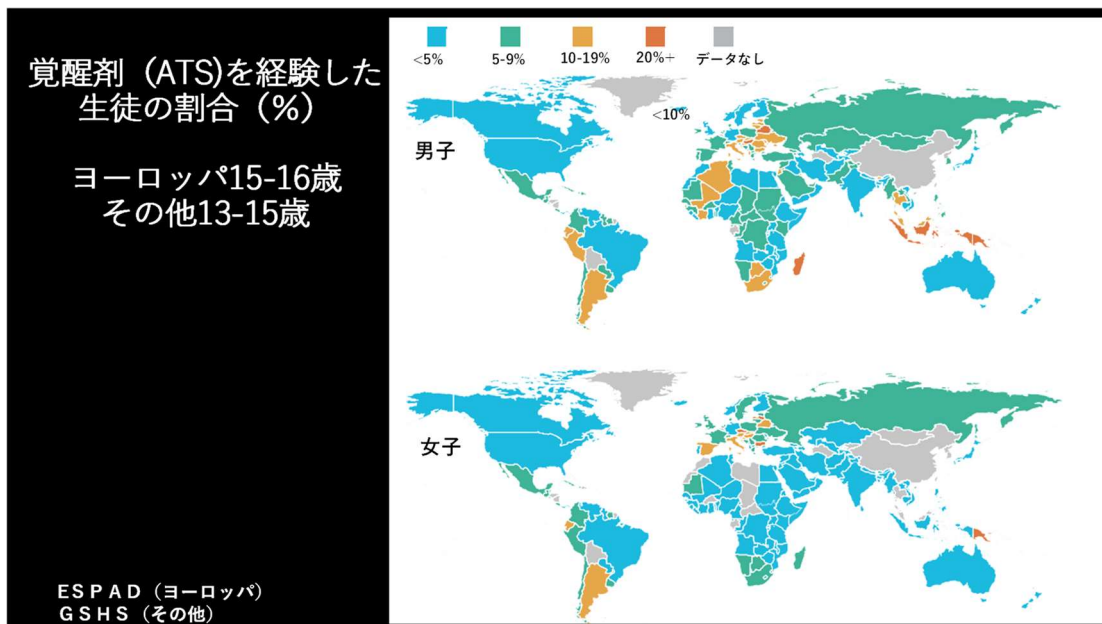 覚醒剤（ATS)を経験した
生徒の割合（%）
ヨーロッパ15-16歳
その他13-15歳
ESPAD（ヨーロッパ）
GSHS（その他）
<5%
5-9%
10-19%
20%+
データなし
<10%
男子
女子